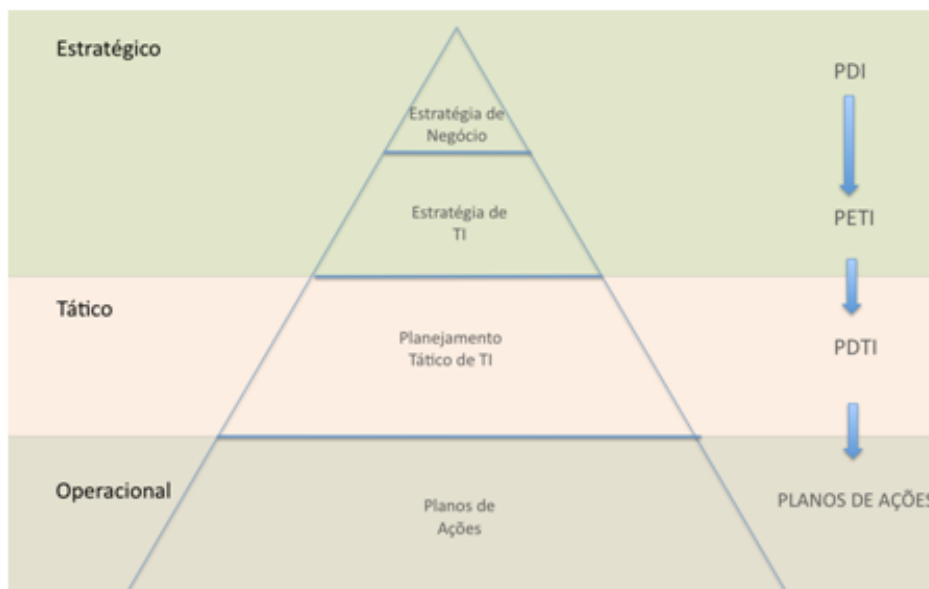 Estratégico
PDI
Estratégia de
Negócio
Estratégia de
TI
PETI
Tático
Planejamento
Tático de TI
PDTI
Operacional
Planos de
Ações
PLANOS DE AÇÕES